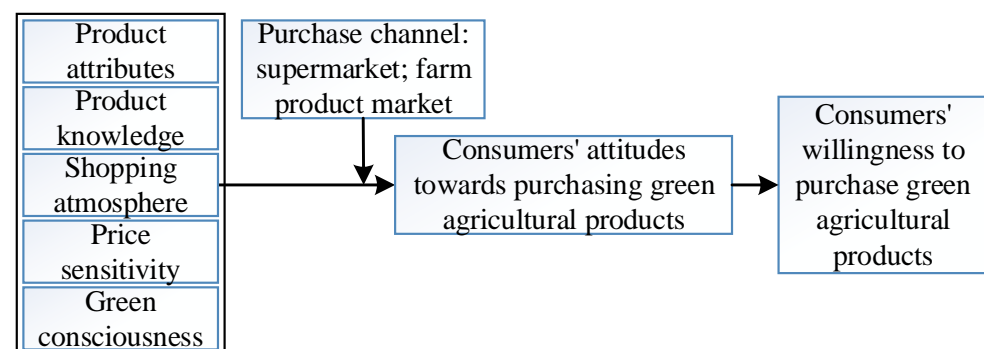 Product
attributes
Product
knowledge
Shopping
atmosphere
Price
sensitivity
Green
consciousness
Purchase channel:
supermarket; farm
product market
Consumers' attitudes
towards purchasing green
agricultural products
Consumers'
willingness to
purchase green
agricultural
products